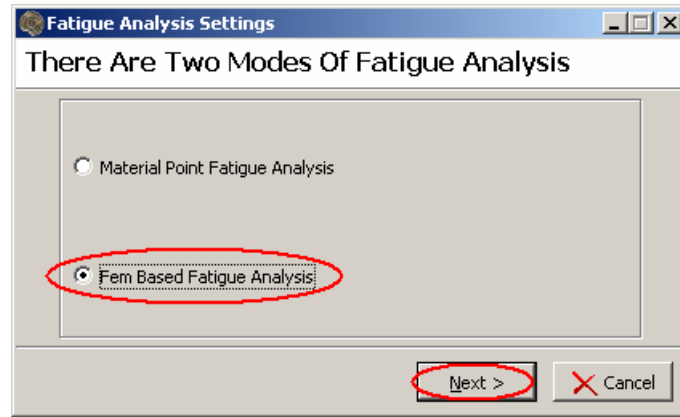 Fatigue Analysis Settings
There Are Two Modes Of Fatigue Analysis
Material Point Fatigue Analysis
Fem Based Fatigue Analysis
Next > Cancel